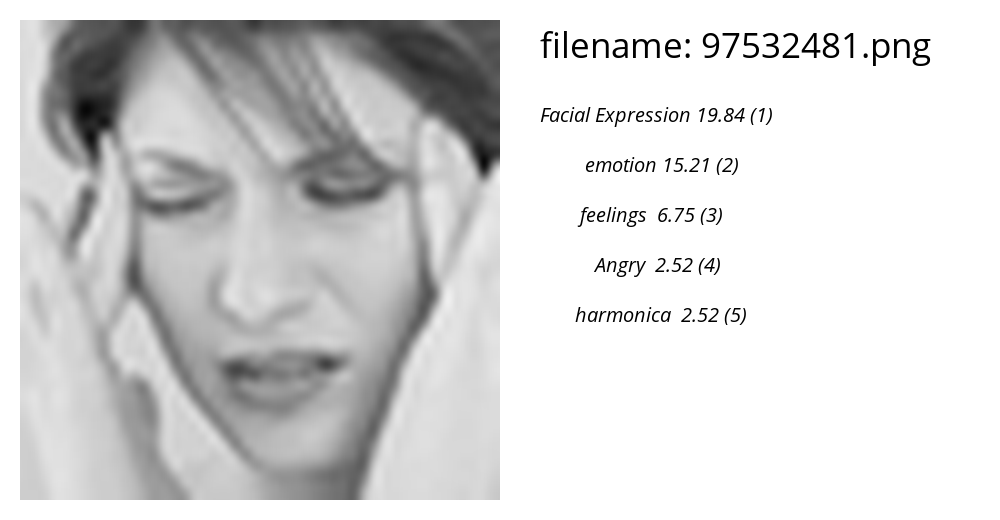 filename: 97532481.png
Facial Expression 19.84 (1)
emotion 15.21 (2)
feelings 6.75 (3)
Angry 2.52 (4)
harmonica 2.52 (5)